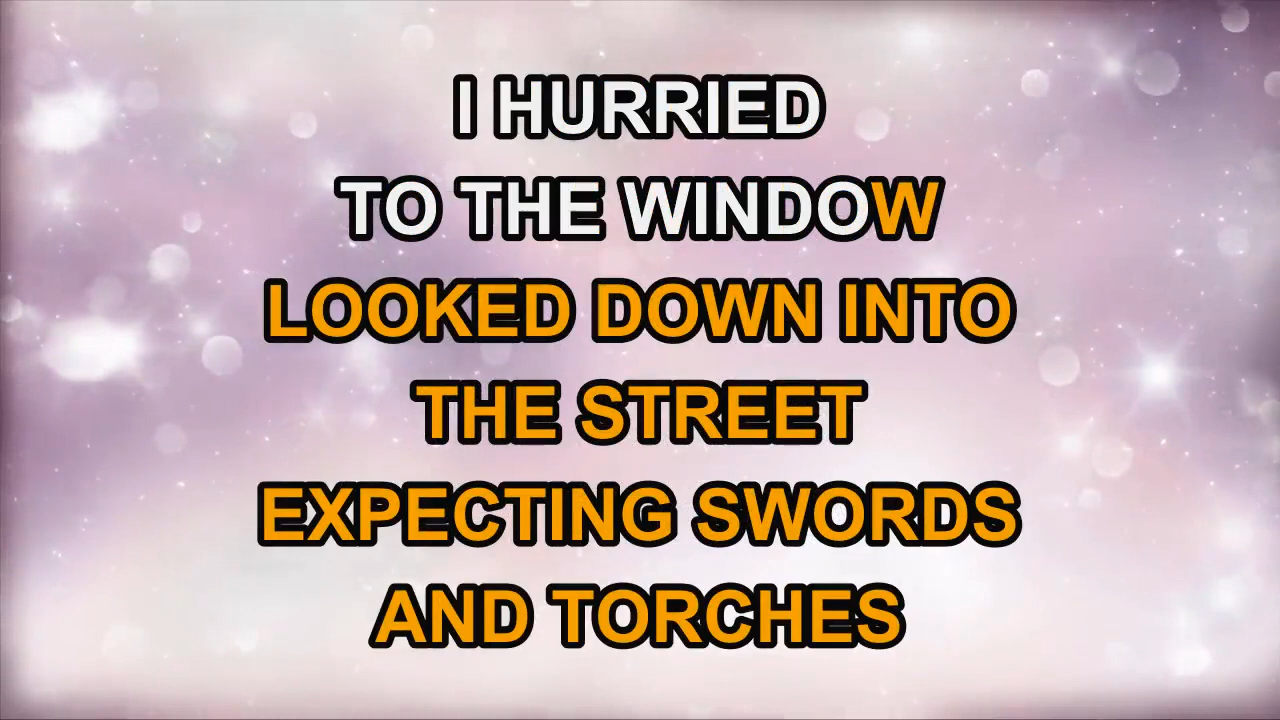 I HURRIED
TO THE WINDOW
LOOKED DOWN INTO
THE STREET
EXPECTING SWORDS
AND TORCHES